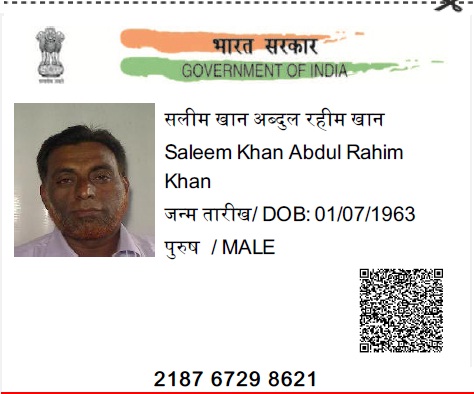 भारत सरकार
GOVERNMENT OF INDIA
सलीम खान अब्दुल रहीम खान
Saleem Khan Abdul Rahim
Khan
जन्म तारीख/ DOB: 01/07/1963
पुरुष / MALE
2187 6729 8621